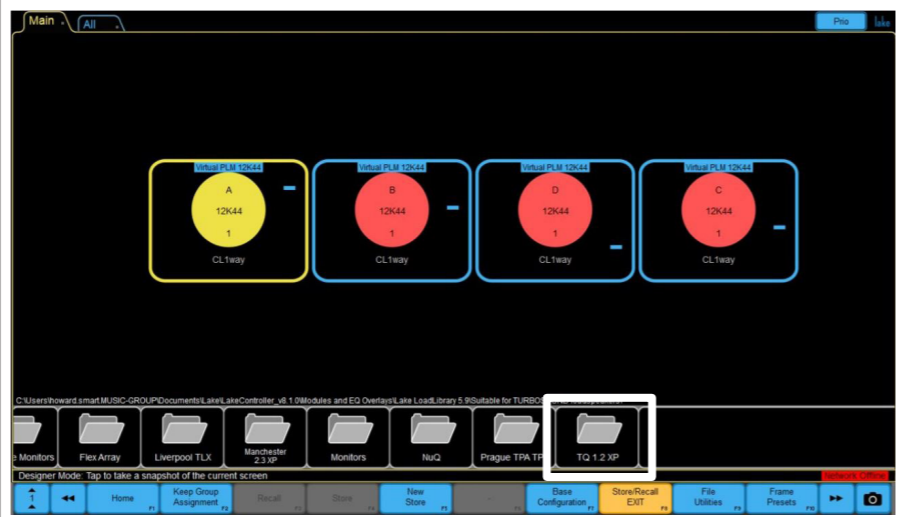 Main
All
Prio
lake
Virtual PLM 12K44
A
12K44
1
CL1way
Virtual PLM 12K44
B
12K44
1
CL1way
Virtual PLM 12K44
D
12K44
1
CL1way
Virtual PLM 12K44
C
12K44
1
CL1way
C:\Users\howard.smart.MUSIC-GROUP\Documents\Lake\LakeController_v8.1.0\Modules and EQ Overlays\Lake LoadLibrary 5.9\Suitable for
Monitors
Flex Array
Liverpool TLX
Manchester
2.3 XP
Monitors
NuQ
Prague TPA TP
TQ 1.2 XP
Designer Mode: Tap to take a snapshot of the current screen
Network Offline
1
Home
F1
Keep Group
Assignment
F2
Recall
Store
New
Store
Base
Configuration
Store/Recall
EXIT
File
Utilities
Frame
Presets